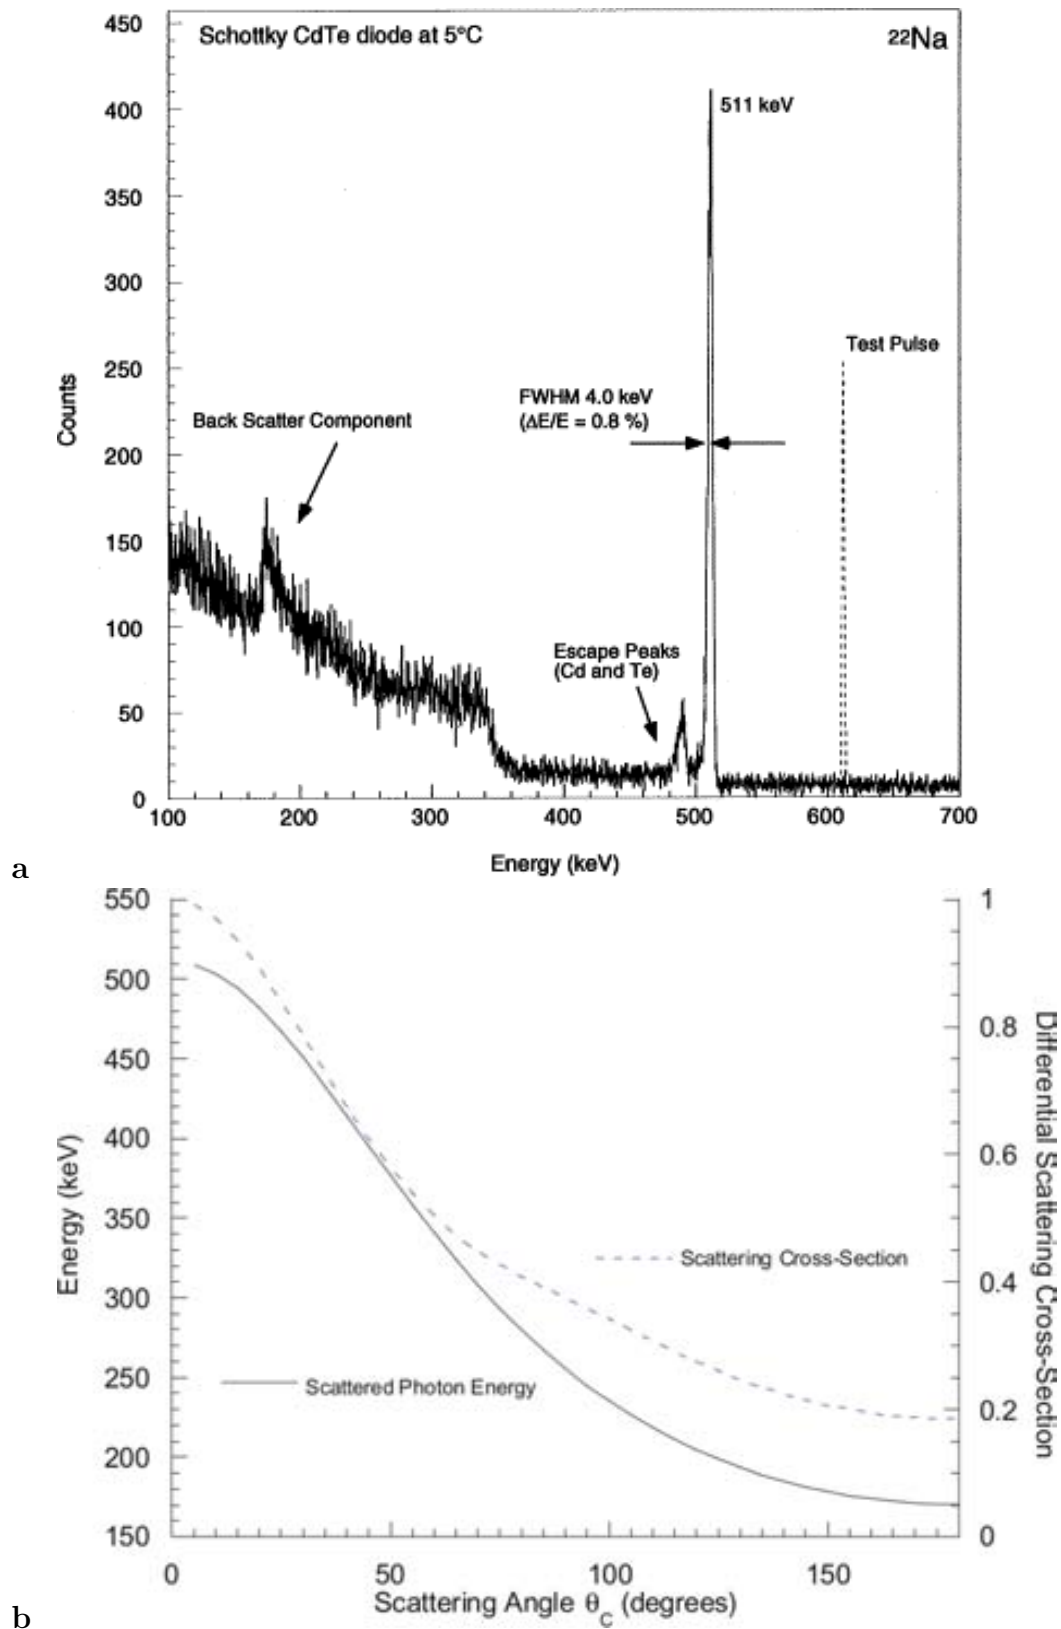 Schottky CdTe diode at 5°C
²²Na
450
400
350
300
250
200
150
100
50
0
Counts
511 keV
Test Pulse
FWHM 4.0 keV
(ΔE/E = 0.8 %)
Back Scatter Component
Escape Peaks
(Cd and Te)
100 200 300 400 500 600 700
Energy (keV)
a
550
500
450
400
350
300
250
200
150
Energy (keV)
1
0.8
0.6
0.4
0.2
0
Differential Scattering Cross-Section
Scattering Cross-Section
Scattered Photon Energy
0 50 100 150
Scattering Angle θC (degrees)
b